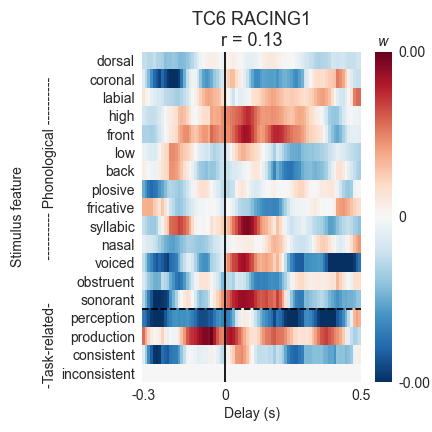 TC6 RACING1
r = 0.13
w
Stimulus feature
---------- Phonological ----------
-Task-related-
dorsal
coronal
labial
high
front
low
back
plosive
fricative
syllabic
nasal
voiced
obstruent
sonorant
perception
production
consistent
inconsistent
-0.3
0
0.5
Delay (s)
0.00
0
-0.00